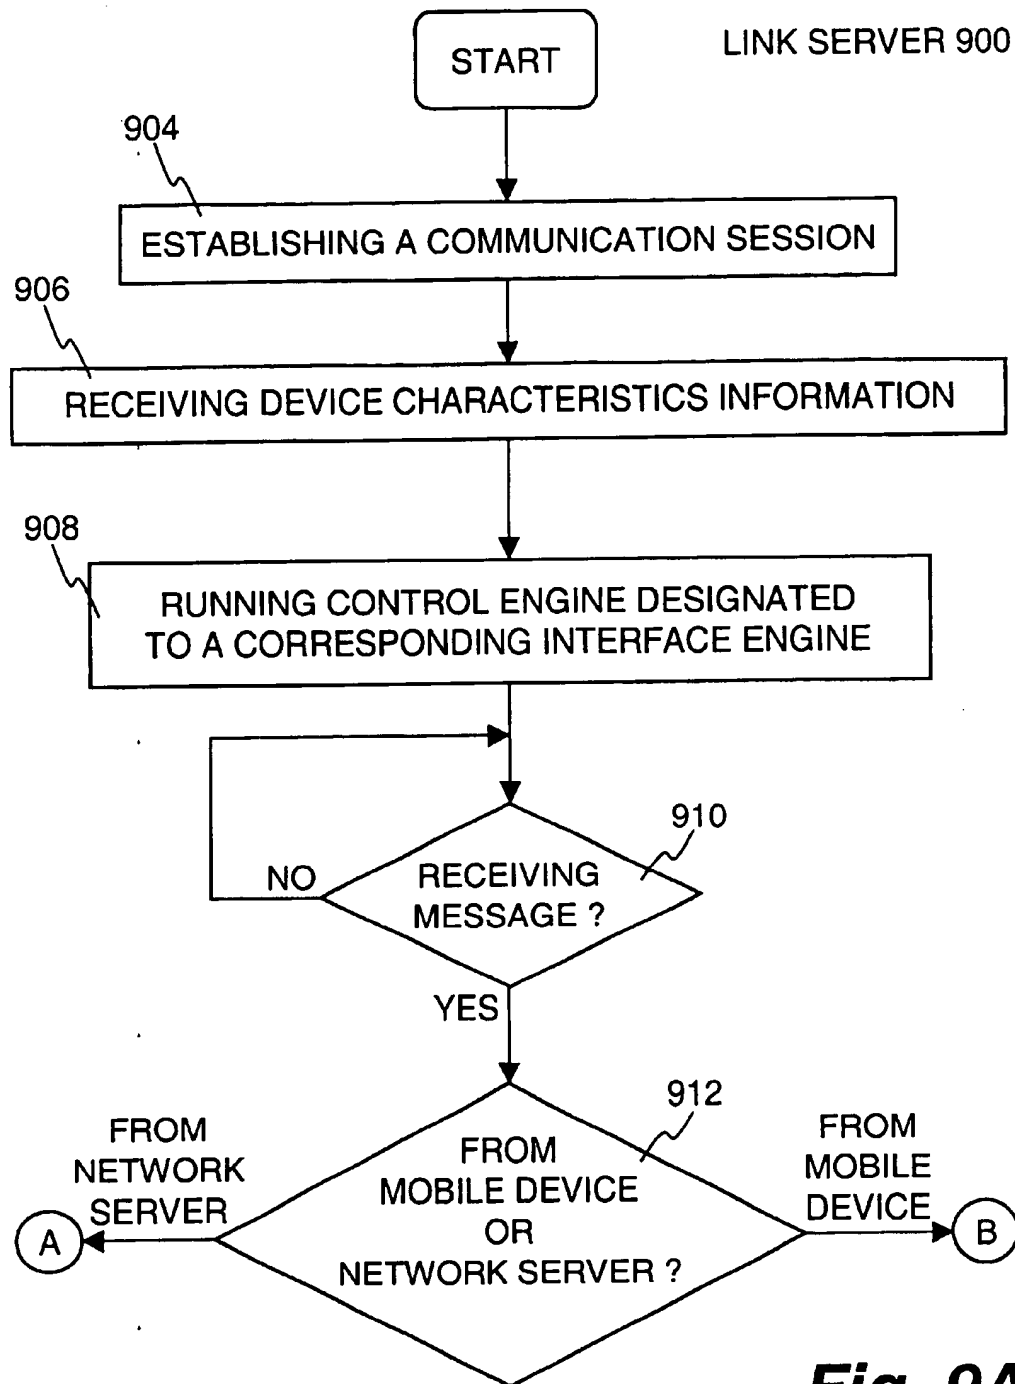 START
LINK SERVER 900
904
ESTABLISHING A COMMUNICATION SESSION
906
RECEIVING DEVICE CHARACTERISTICS INFORMATION
908
RUNNING CONTROL ENGINE DESIGNATED
TO A CORRESPONDING INTERFACE ENGINE
910
NO
RECEIVING
MESSAGE ?
YES
912
FROM
NETWORK
SERVER
FROM
MOBILE DEVICE
OR
NETWORK SERVER ?
FROM
MOBILE
DEVICE
A
B
Fig. 9A